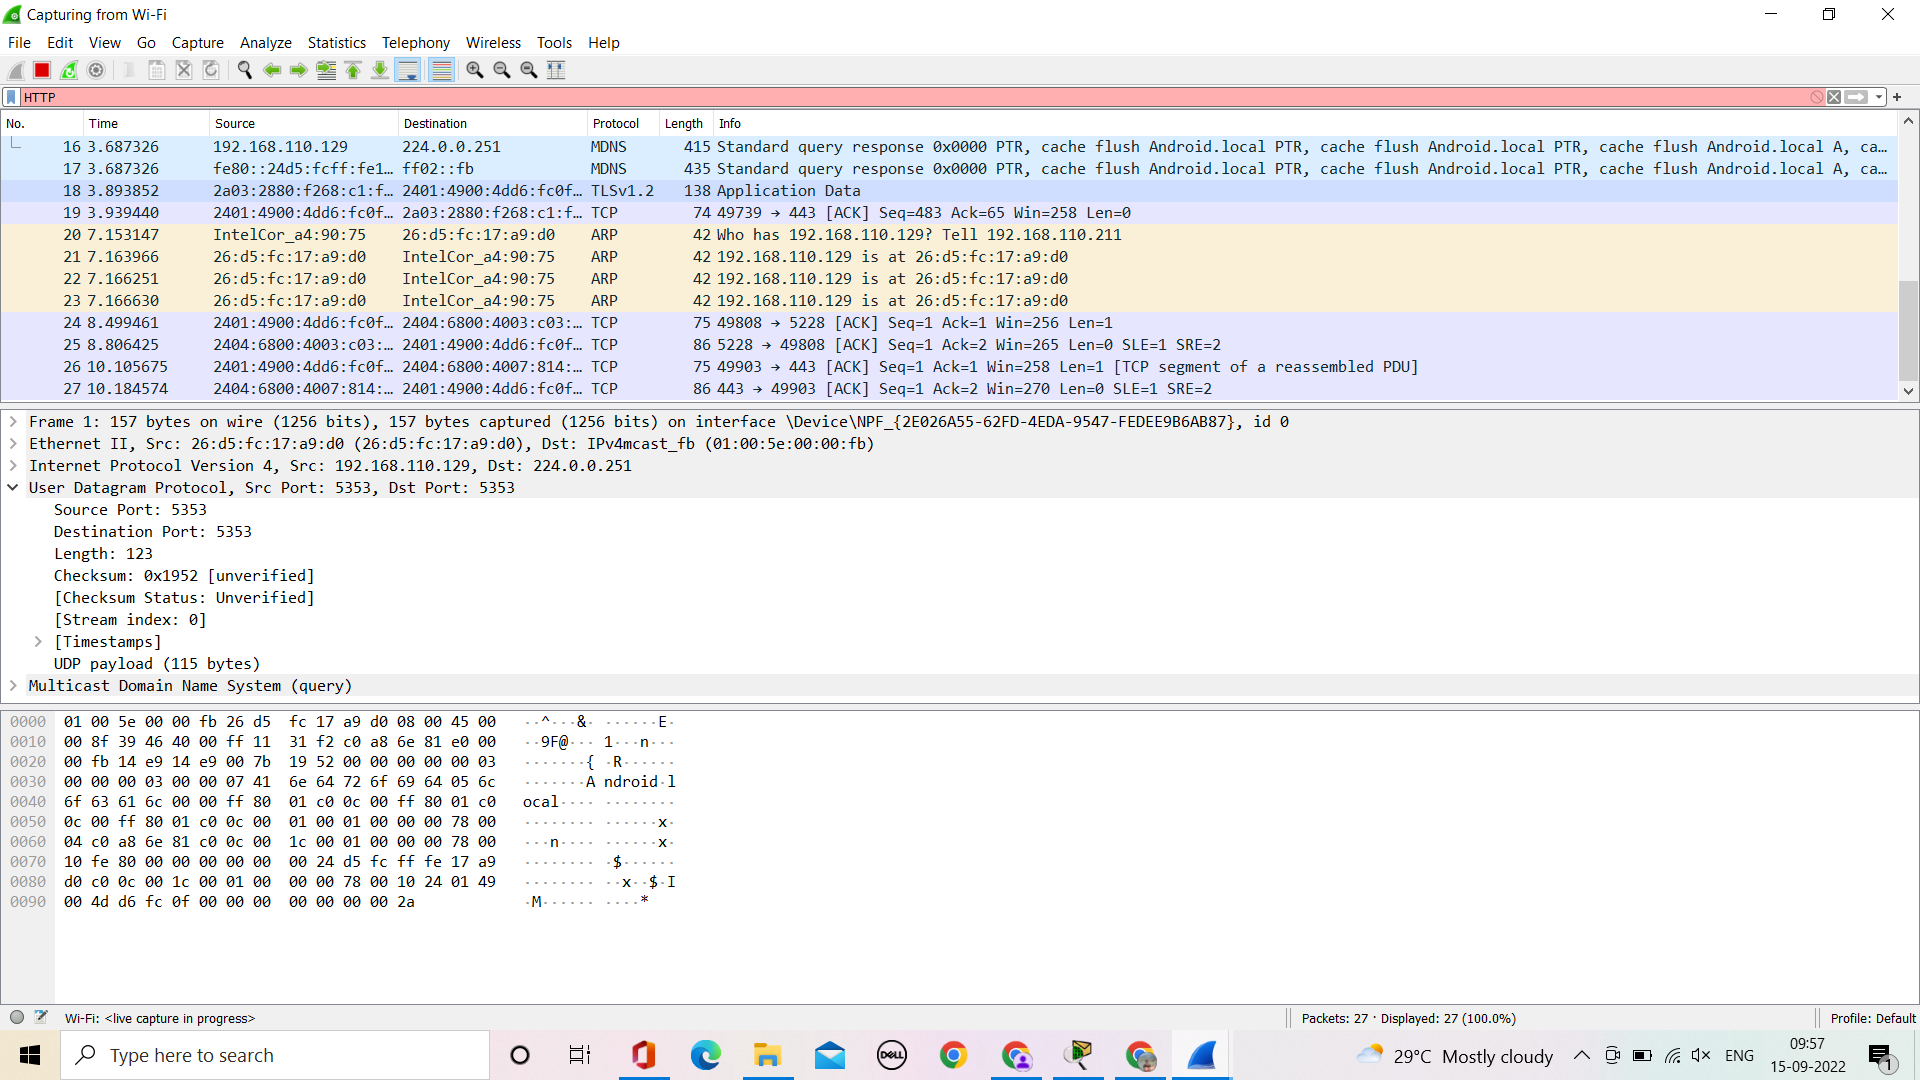 Capturing from Wi-Fi
File Edit View Go Capture Analyze Statistics Telephony Wireless Tools Help
HTTP
No. Time Source Destination Protocol Length Info
16 3.687326 192.168.110.129 224.0.0.251 MDNS 415 Standard query response 0x0000 PTR, cache flush Android.local PTR, cache flush Android.local PTR, cache flush Android.local A, ca…
17 3.687326 fe80::24d5:fcff:fe1… ff02::fb MDNS 435 Standard query response 0x0000 PTR, cache flush Android.local PTR, cache flush Android.local PTR, cache flush Android.local A, ca…
18 3.893852 2a03:2880:f268:c1:f… 2401:4900:4dd6:fc0f… TLSv1.2 138 Application Data
19 3.939440 2401:4900:4dd6:fc0f… 2a03:2880:f268:c1:f… TCP 74 49739 → 443 [ACK] Seq=483 Ack=65 Win=258 Len=0
20 7.153147 IntelCor_a4:90:75 26:d5:fc:17:a9:d0 ARP 42 Who has 192.168.110.129? Tell 192.168.110.211
21 7.163966 26:d5:fc:17:a9:d0 IntelCor_a4:90:75 ARP 42 192.168.110.129 is at 26:d5:fc:17:a9:d0
22 7.166251 26:d5:fc:17:a9:d0 IntelCor_a4:90:75 ARP 42 192.168.110.129 is at 26:d5:fc:17:a9:d0
23 7.166630 26:d5:fc:17:a9:d0 IntelCor_a4:90:75 ARP 42 192.168.110.129 is at 26:d5:fc:17:a9:d0
24 8.499461 2401:4900:4dd6:fc0f… 2404:6800:4003:c03:… TCP 75 49808 → 5228 [ACK] Seq=1 Ack=1 Win=256 Len=1
25 8.806425 2404:6800:4003:c03:… 2401:4900:4dd6:fc0f… TCP 86 5228 → 49808 [ACK] Seq=1 Ack=2 Win=265 Len=0 SLE=1 SRE=2
26 10.105675 2401:4900:4dd6:fc0f… 2404:6800:4007:814:… TCP 75 49903 → 443 [ACK] Seq=1 Ack=1 Win=258 Len=1 [TCP segment of a reassembled PDU]
27 10.184574 2404:6800:4007:814:… 2401:4900:4dd6:fc0f… TCP 86 443 → 49903 [ACK] Seq=1 Ack=2 Win=270 Len=0 SLE=1 SRE=2
Frame 1: 157 bytes on wire (1256 bits), 157 bytes captured (1256 bits) on interface \Device\NPF_{2E026A55-62FD-4EDA-9547-FEDEE9B6AB87}, id 0
Ethernet II, Src: 26:d5:fc:17:a9:d0 (26:d5:fc:17:a9:d0), Dst: IPv4mcast_fb (01:00:5e:00:00:fb)
Internet Protocol Version 4, Src: 192.168.110.129, Dst: 224.0.0.251
User Datagram Protocol, Src Port: 5353, Dst Port: 5353
Source Port: 5353
Destination Port: 5353
Length: 123
Checksum: 0x1952 [unverified]
[Checksum Status: Unverified]
[Stream index: 0]
[Timestamps]
UDP payload (115 bytes)
Multicast Domain Name System (query)
0000 01 00 5e 00 00 fb 26 d5 fc 17 a9 d0 08 00 45 00 ··^···&· ······E·
0010 00 8f 39 46 40 00 ff 11 31 f2 c0 a8 6e 81 e0 00 ··9F@··· 1···n···
0020 00 fb 14 e9 14 e9 00 7b 19 52 00 00 00 00 00 03 ·······{ ·R······
0030 00 00 00 03 00 00 07 41 6e 64 72 6f 69 64 05 6c ·······A ndroid·l
0040 6f 63 61 6c 00 00 ff 80 01 c0 0c 00 ff 80 01 c0 ocal···· ········
0050 0c 00 ff 80 01 c0 0c 00 01 00 01 00 00 00 78 00 ········ ······x·
0060 04 c0 a8 6e 81 c0 0c 00 1c 00 01 00 00 00 78 00 ···n···· ······x·
0070 10 fe 80 00 00 00 00 00 00 24 d5 fc ff fe 17 a9 ········ ·$······
0080 d0 c0 0c 00 1c 00 01 00 00 00 78 00 10 24 01 49 ········ ··x··$·I
0090 00 4d d6 fc 0f 00 00 00 00 00 00 00 2a ·M······ ····*
Wi-Fi: <live capture in progress> Packets: 27 · Displayed: 27 (100.0%) Profile: Default
Type here to search DELL 29°C Mostly cloudy ENG 09:57
15-09-2022 1